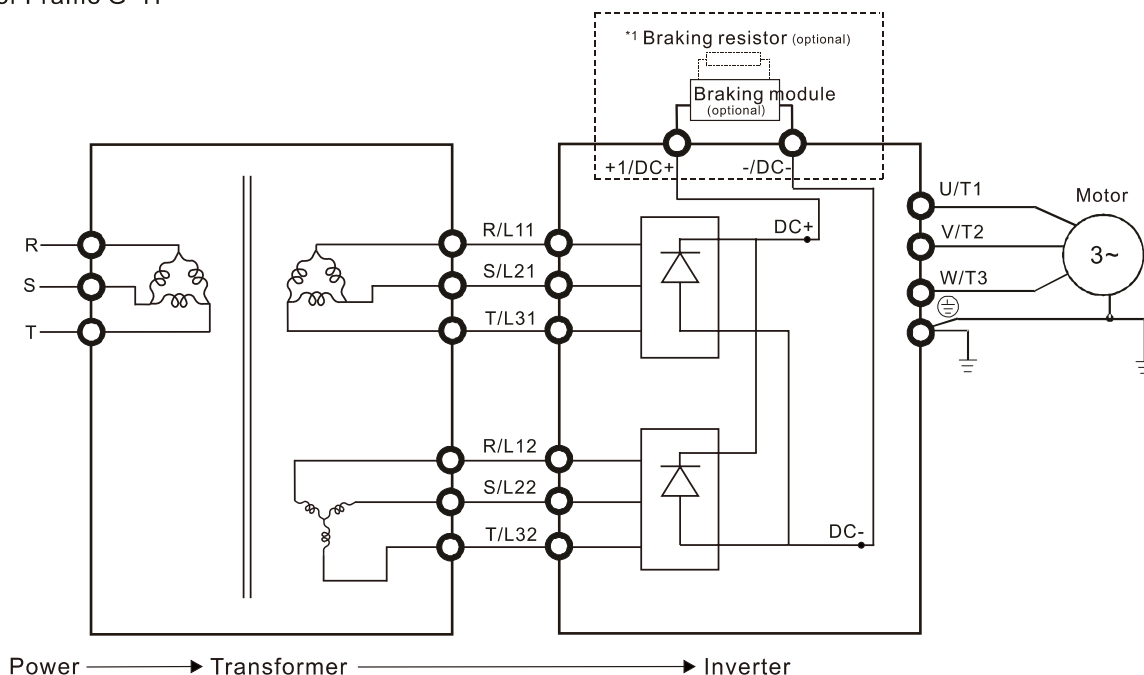 *1 Braking resistor (optional)
Braking module
(optional)
+1/DC+
-/DC-
U/T1
Motor
R/L11
DC+
V/T2
R
3~
S/L21
S
W/T3
T/L31
T
R/L12
S/L22
T/L32
DC-
Power
Transformer
Inverter